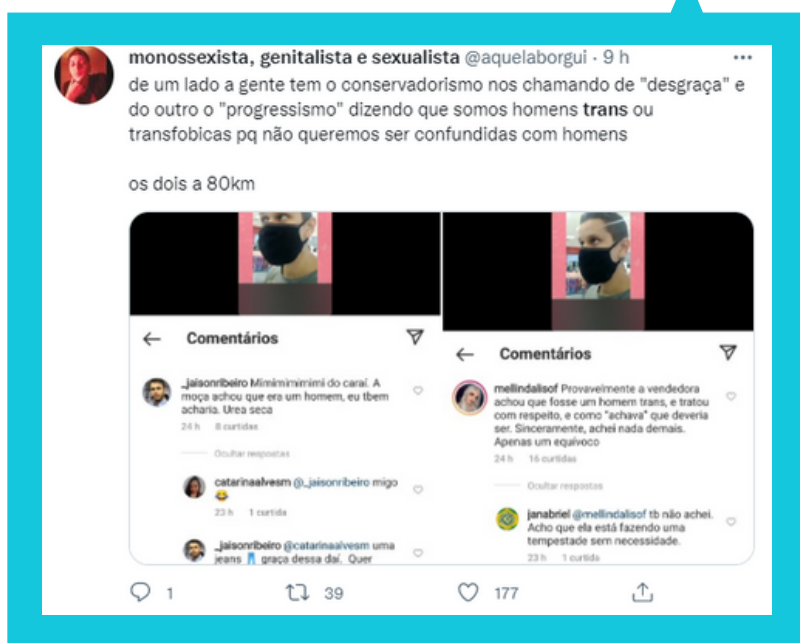 monossexista, genitalista e sexualista @aquelaborgui · 9 h
de um lado a gente tem o conservadorismo nos chamando de "desgraça" e
do outro o "progressismo" dizendo que somos homens trans ou
transfobicas pq não queremos ser confundidas com homens
os dois a 80km
Comentários
_jaisonribeiro Mimimimimimi do caraí. A
moça achou que era um homem, eu tbem
acharia. Urea seca
24 h 8 curtidas
Ocultar respostas
catarinaalvesm @_jaisonribeiro migo
😂
23 h 1 curtida
_jaisonribeiro @catarinaalvesm uma
jeans 👖 graça dessa daí. Quer
Comentários
mellindalisof Provavelmente a vendedora
achou que fosse um homem trans, e tratou
com respeito, e como "achava" que deveria
ser. Sinceramente, achei nada demais.
Apenas um equívoco
24 h 16 curtidas
Ocultar respostas
janabriel @mellindalisof tb não achei.
Acho que ela está fazendo uma
tempestade sem necessidade.
23 h 1 curtida
1 39 177